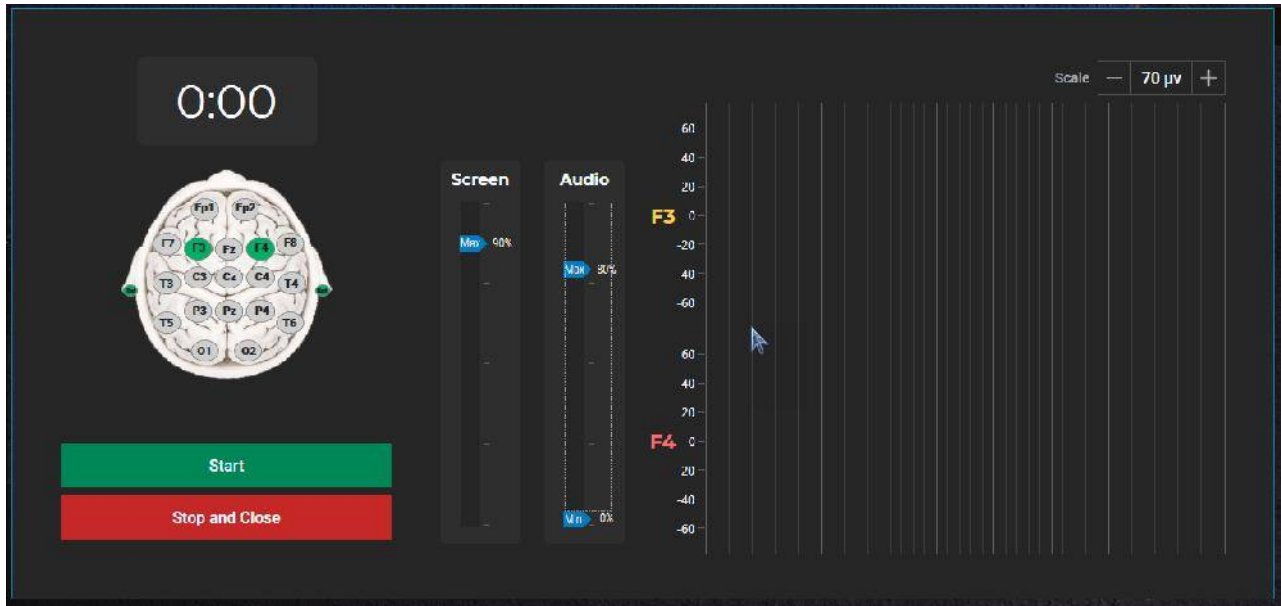 0:00
Scale — 70 µv +
Fp1 Fp2
F7 F3 Fz F4 F8
T3 C3 Cz C4 T4
T5 P3 Pz P4 T6
O1 O2
Start
Stop and Close
Screen
Max 90%
Audio
Max 80%
Min 0%
60
40
20
F3 0
-20
40
-60
60
40
20
F4 0
20
-40
-60